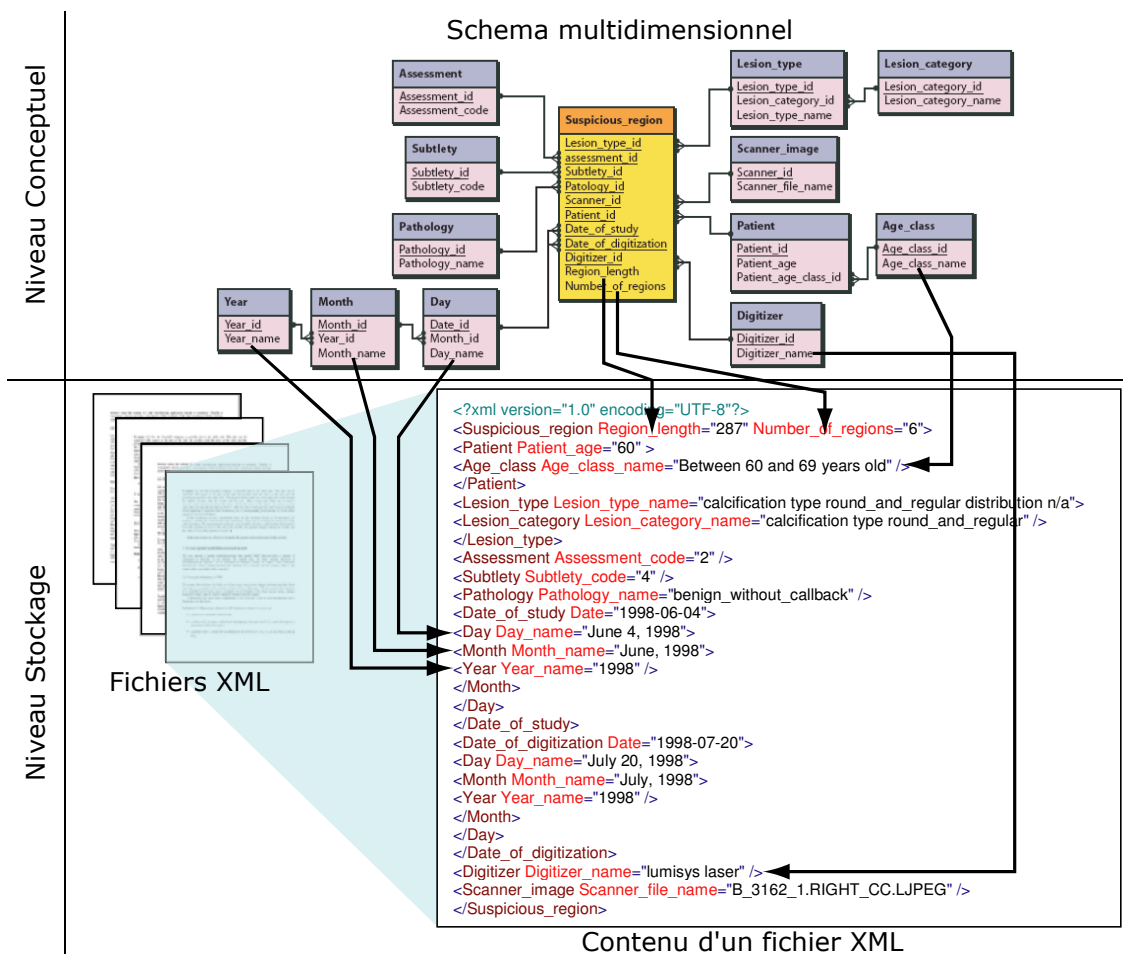 Schema multidimensionnel
Niveau Conceptuel
Assessment
Assessment_id
Assessment_code
Subtlety
Subtlety_id
Subtlety_code
Pathology
Pathology_id
Pathology_name
Year
Year_id
Year_name
Month
Month_id
Year_id
Month_name
Day
Date_id
Month_id
Day_name
Suspicious_region
Lesion_type_id
assessment_id
Subtlety_id
Patology_id
Scanner_id
Patient_id
Date_of_study
Date_of_digitization
Digitizer_id
Region_length
Number_of_regions
Lesion_type
Lesion_type_id
Lesion_category_id
Lesion_type_name
Lesion_category
Lesion_category_id
Lesion_category_name
Scanner_image
Scanner_id
Scanner_file_name
Patient
Patient_id
Patient_age
Patient_age_class_id
Age_class
Age_class_id
Age_class_name
Digitizer
Digitizer_id
Digitizer_name
Niveau Stockage
Fichiers XML
<?xml version="1.0" encoding="UTF-8"?>
<Suspicious_region Region_length="287" Number_of_regions="6">
<Patient Patient_age="60" >
<Age_class Age_class_name="Between 60 and 69 years old" />
</Patient>
<Lesion_type Lesion_type_name="calcification type round_and_regular distribution n/a">
<Lesion_category Lesion_category_name="calcification type round_and_regular" />
</Lesion_type>
<Assessment Assessment_code="2" />
<Subtlety Subtlety_code="4" />
<Pathology Pathology_name="benign_without_callback" />
<Date_of_study Date="1998-06-04">
<Day Day_name="June 4, 1998">
<Month Month_name="June, 1998">
<Year Year_name="1998" />
</Month>
</Day>
</Date_of_study>
<Date_of_digitization Date="1998-07-20">
<Day Day_name="July 20, 1998">
<Month Month_name="July, 1998">
<Year Year_name="1998" />
</Month>
</Day>
</Date_of_digitization>
<Digitizer Digitizer_name="lumisys laser" />
<Scanner_image Scanner_file_name="B_3162_1.RIGHT_CC.LJPEG" />
</Suspicious_region>
Contenu d'un fichier XML